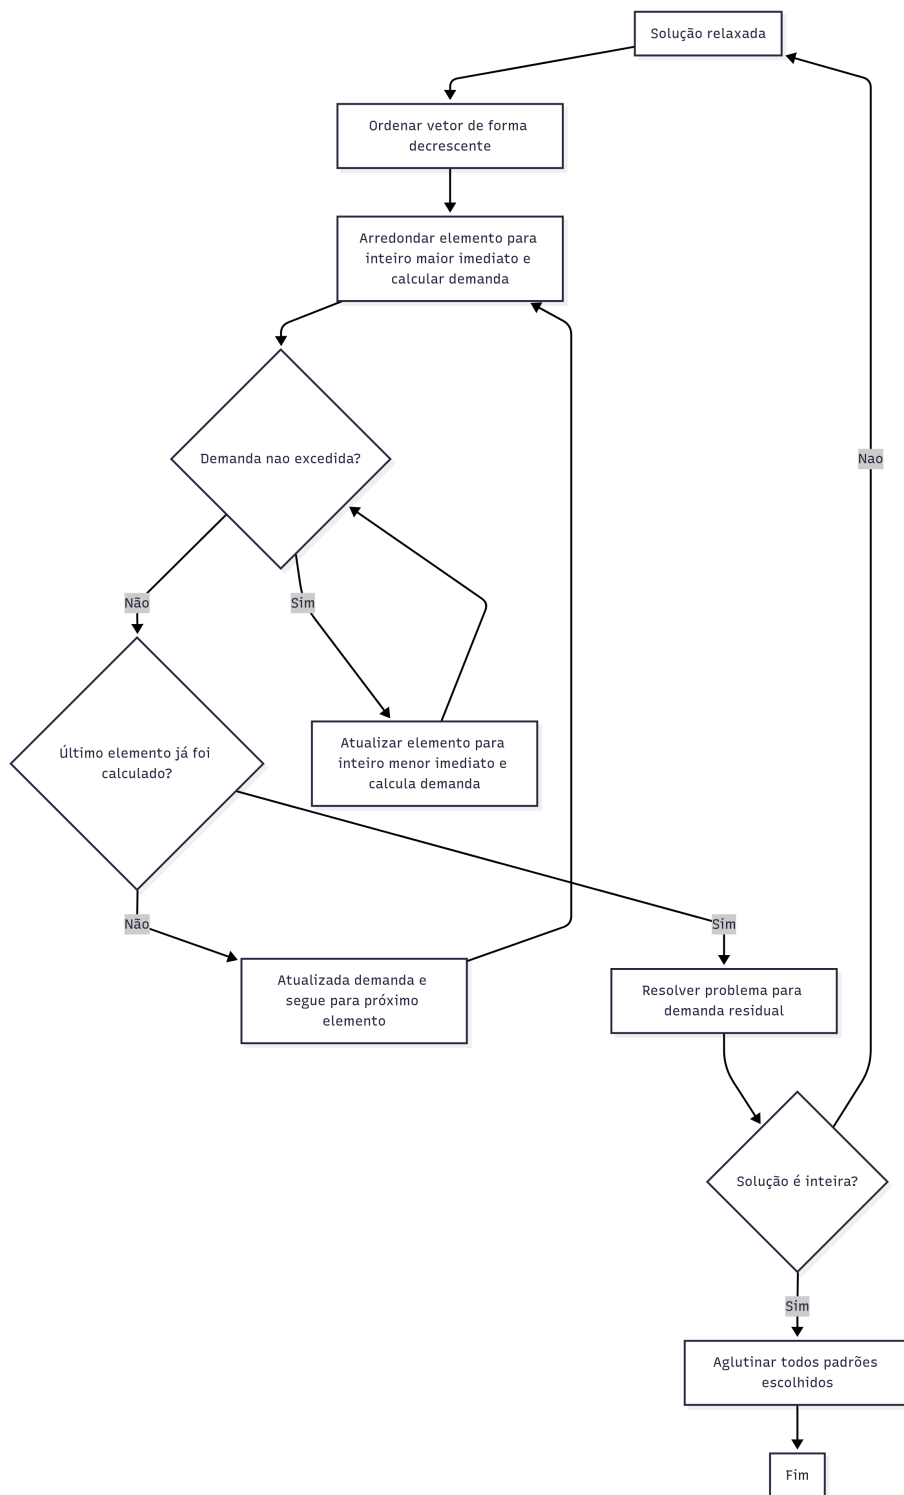 Solução relaxada
Ordenar vetor de forma
decrescente
Arredondar elemento para
inteiro maior imediato e
calcular demanda
Demanda nao excedida?
Nao
Não
Sim
Último elemento já foi
calculado?
Atualizar elemento para
inteiro menor imediato e
calcula demanda
Não
Sim
Atualizada demanda e
segue para próximo
elemento
Resolver problema para
demanda residual
Solução é inteira?
Sim
Aglutinar todos padrões
escolhidos
Fim